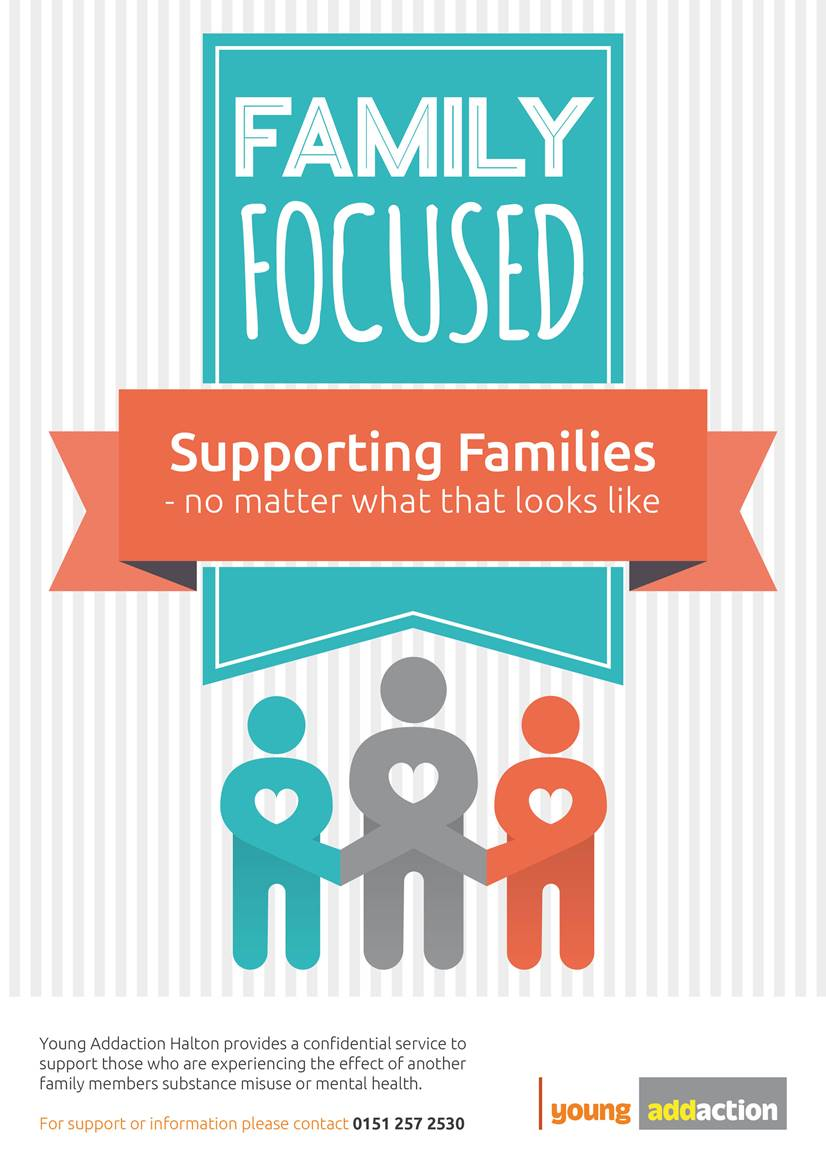 FAMILY
FOCUSED
Supporting Families
- no matter what that looks like
Young Addaction Halton provides a confidential service to
support those who are experiencing the effect of another
family members substance misuse or mental health.
For support or information please contact 0151 257 2530
young addaction